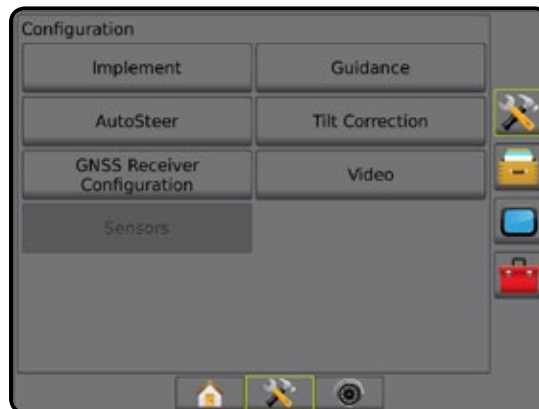 Configuration
Implement
Guidance
AutoSteer
Tilt Correction
GNSS Receiver
Configuration
Video
Sensors